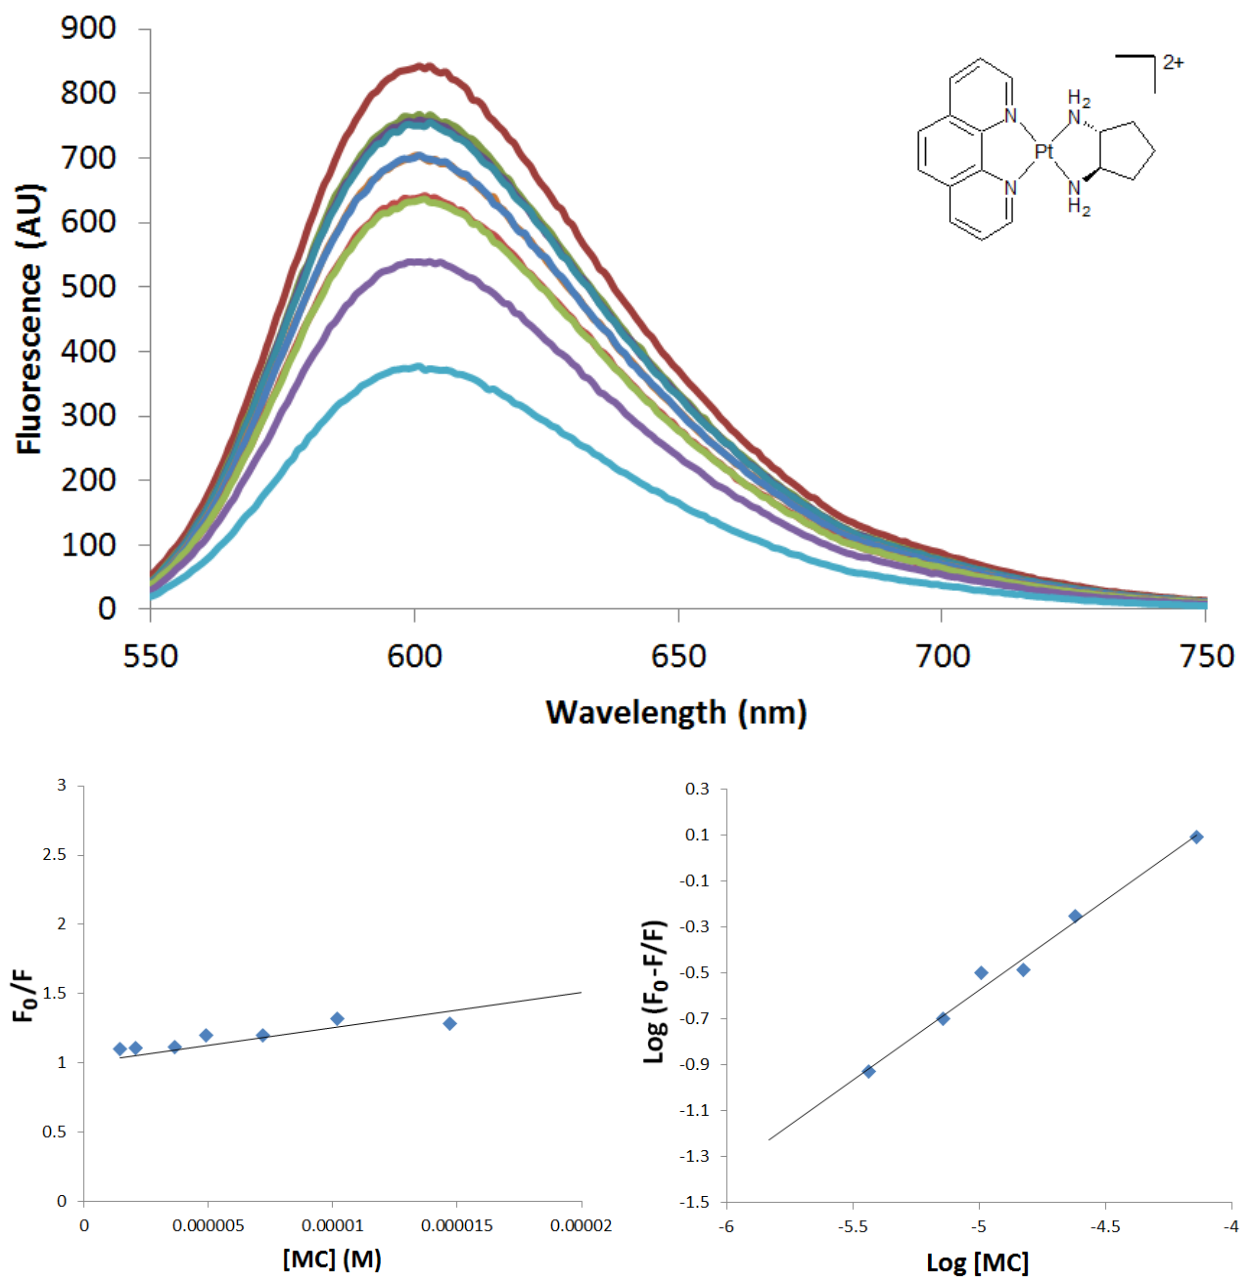 900
800
700
600
500
400
300
200
100
0
Fluorescence (AU)
550 600 650 700 750
Wavelength (nm)
N
N
Pt
H2
N
N
H2
2+
3
2.5
2
1.5
1
0.5
0
F0/F
0 0.000005 0.00001 0.000015 0.00002
[MC] (M)
0.3
0.1
-0.1
-0.3
-0.5
-0.7
-0.9
-1.1
-1.3
-1.5
Log (F0-F/F)
-6 -5.5 -5 -4.5 -4
Log [MC]